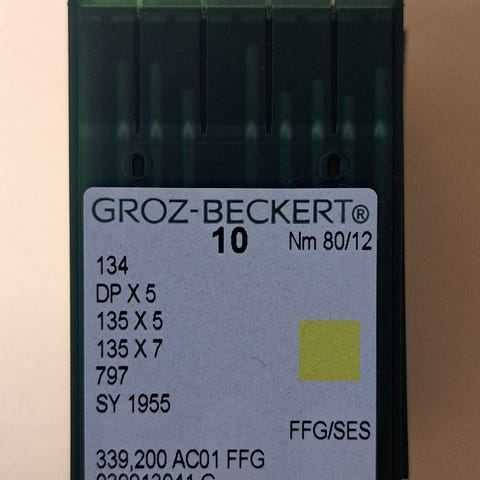 GROZ-BECKERT®
10 Nm 80/12
134
DP X 5
135 X 5
135 X 7
797
SY 1955
FFG/SES
339,200 AC01 FFG